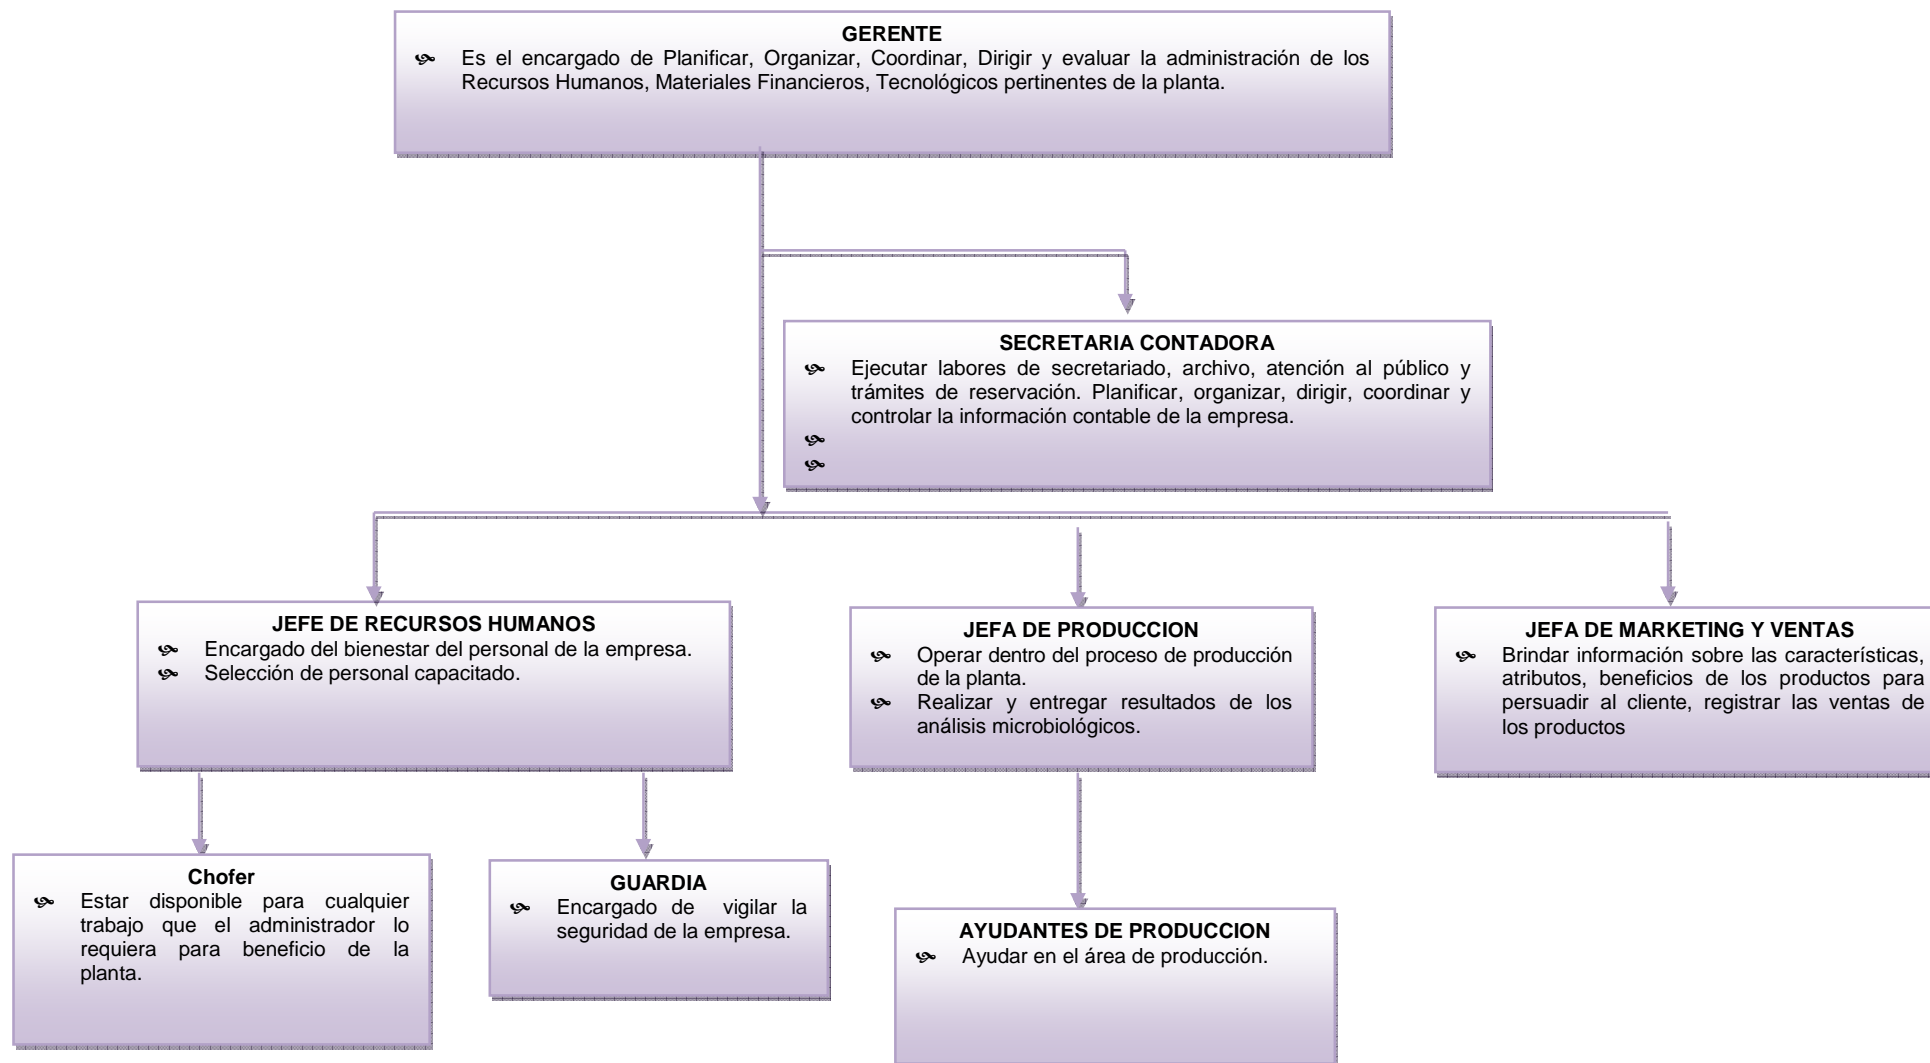 GERENTE
Es el encargado de Planificar, Organizar, Coordinar, Dirigir y evaluar la administración de los
Recursos Humanos, Materiales Financieros, Tecnológicos pertinentes de la planta.
SECRETARIA CONTADORA
Ejecutar labores de secretariado, archivo, atención al público y
trámites de reservación. Planificar, organizar, dirigir, coordinar y
controlar la información contable de la empresa.
JEFE DE RECURSOS HUMANOS
Encargado del bienestar del personal de la empresa.
Selección de personal capacitado.
JEFA DE PRODUCCION
Operar dentro del proceso de producción
de la planta.
Realizar y entregar resultados de los
análisis microbiológicos.
JEFA DE MARKETING Y VENTAS
Brindar información sobre las características,
atributos, beneficios de los productos para
persuadir al cliente, registrar las ventas de
los productos
Chofer
Estar disponible para cualquier
trabajo que el administrador lo
requiera para beneficio de la
planta.
GUARDIA
Encargado de vigilar la
seguridad de la empresa.
AYUDANTES DE PRODUCCION
Ayudar en el área de producción.